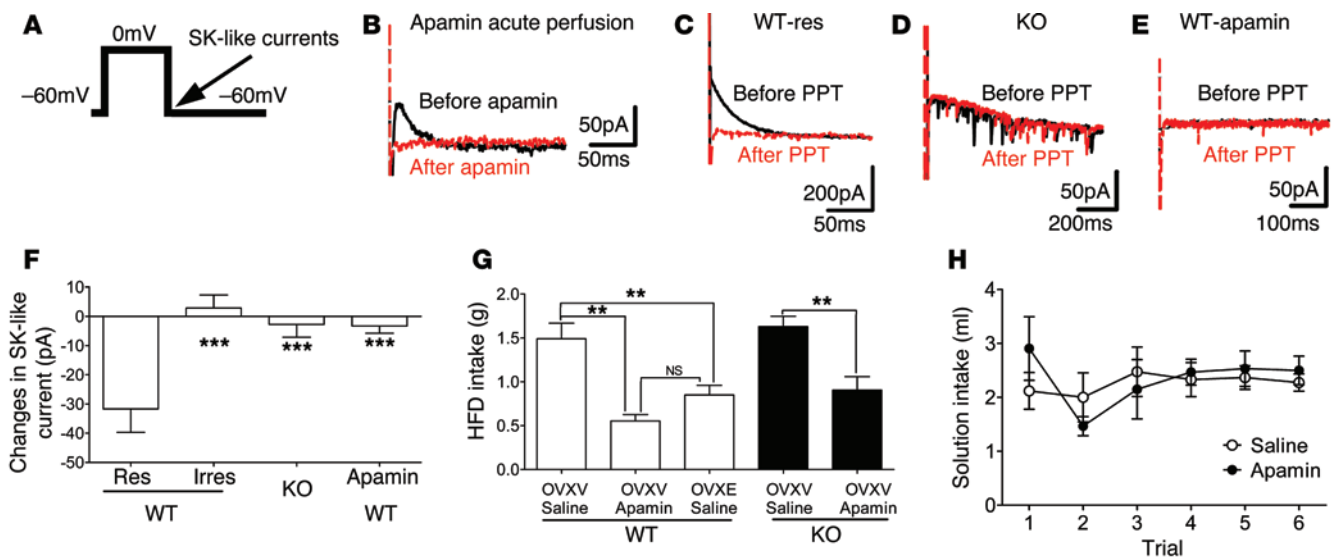 A
0mV
SK-like currents
–60mV
–60mV
B
Apamin acute perfusion
Before apamin
After apamin
50pA
50ms
C
WT-res
Before PPT
After PPT
200pA
50ms
D
KO
Before PPT
After PPT
50pA
200ms
E
WT-apamin
Before PPT
After PPT
50pA
100ms
F
Changes in SK-like
current (pA)
10
0
-10
-20
-30
-40
-50
***
***
***
Res
Irres
KO
Apamin
WT
WT
G
HFD intake (g)
2.0
1.5
1.0
0.5
0.0
**
**
NS
**
OVXV
Saline
OVXV
Apamin
OVXE
Saline
OVXV
Saline
OVXV
Apamin
WT
KO
H
Solution intake (ml)
4
3
2
1
0
Saline
Apamin
1 2 3 4 5 6
Trial